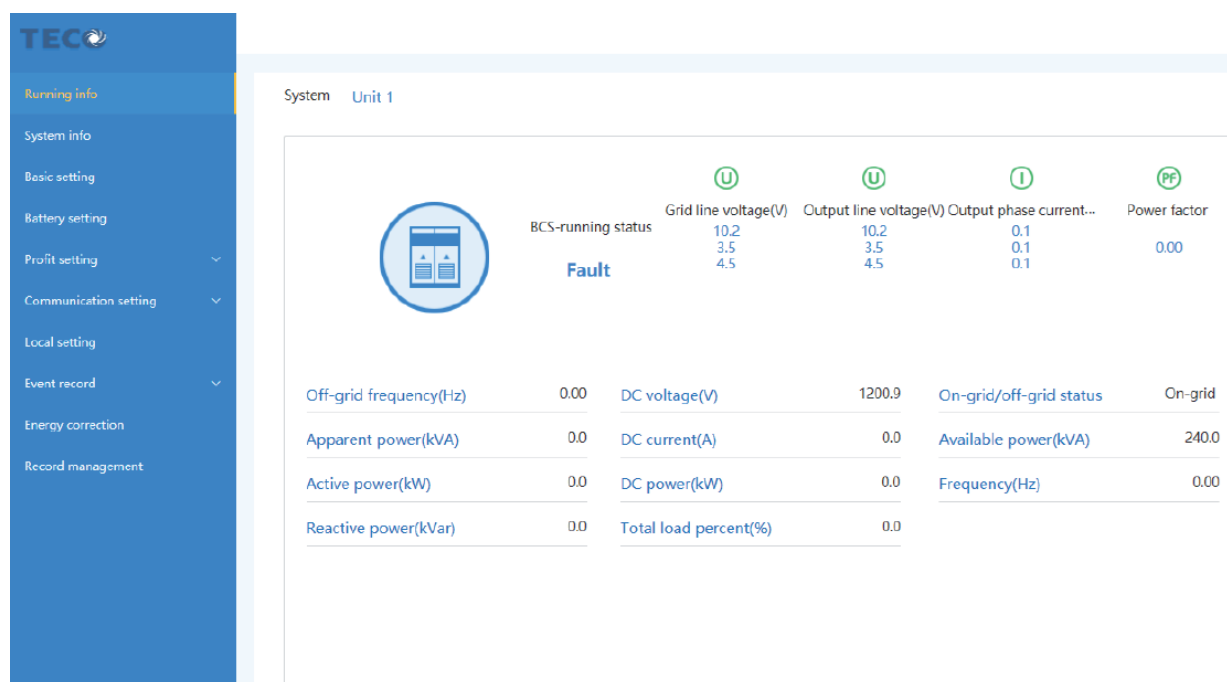 TECO
Running info
System info
Basic setting
Battery setting
Profit setting
Communication setting
Local setting
Event record
Energy correction
Record management
System Unit 1
BCS-running status
Fault
U
Grid line voltage(V)
10.2
3.5
4.5
U
Output line voltage(V)
10.2
3.5
4.5
I
Output phase current...
0.1
0.1
0.1
PF
Power factor
0.00
Off-grid frequency(Hz) 0.00
DC voltage(V) 1200.9
On-grid/off-grid status On-grid
Apparent power(kVA) 0.0
DC current(A) 0.0
Available power(kVA) 240.0
Active power(kW) 0.0
DC power(kW) 0.0
Frequency(Hz) 0.00
Reactive power(kVar) 0.0
Total load percent(%) 0.0